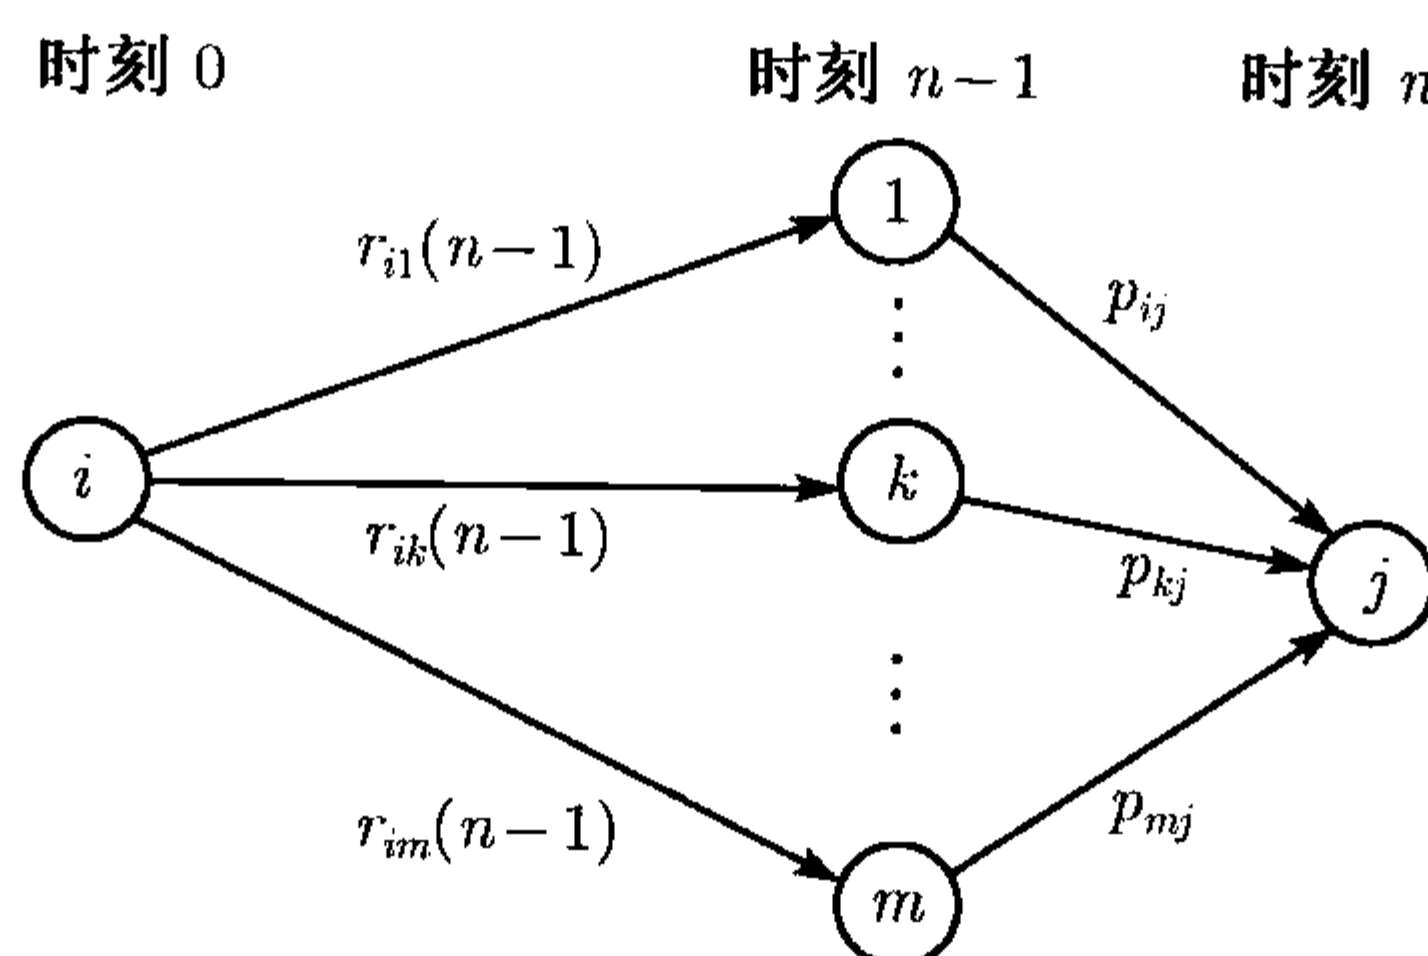 时刻 0
时刻 n-1
时刻 n
1
r_{i1}(n-1)
p_{ij}
i
k
r_{ik}(n-1)
p_{kj}
j
r_{im}(n-1)
p_{mj}
m